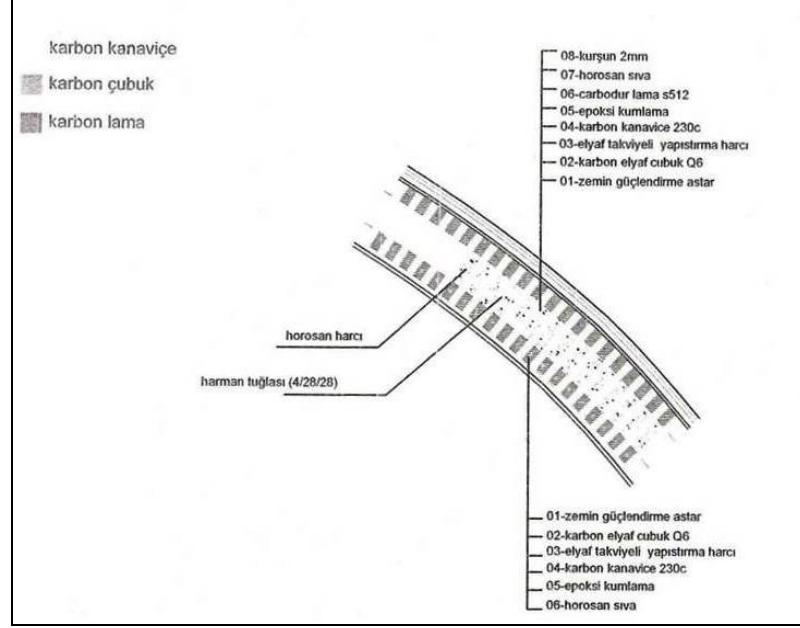 karbon kanaviçe
karbon çubuk
karbon lama
08-kurşun 2mm
07-horosan sıva
06-carbodur lama s512
05-epoksi kumlama
04-karbon kanavice 230c
03-elyaf takviyeli yapıstırma harcı
02-karbon elyaf cubuk Q6
01-zemin güçlendirme astar
horosan harcı
harman tuğlası (4/28/28)
01-zemin güçlendirme astar
02-karbon elyaf cubuk Q6
03-elyaf takviyeli yapıstırma harcı
04-karbon kanavice 230c
05-epoksi kumlama
06-horosan sıva